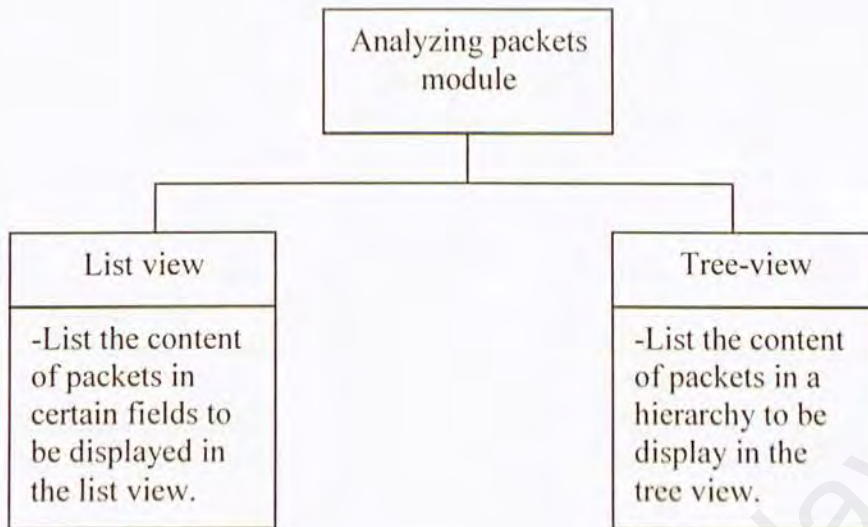 Analyzing packets
module
List view
-List the content
of packets in
certain fields to
be displayed in
the list view.
Tree-view
-List the content
of packets in a
hierarchy to be
display in the
tree view.